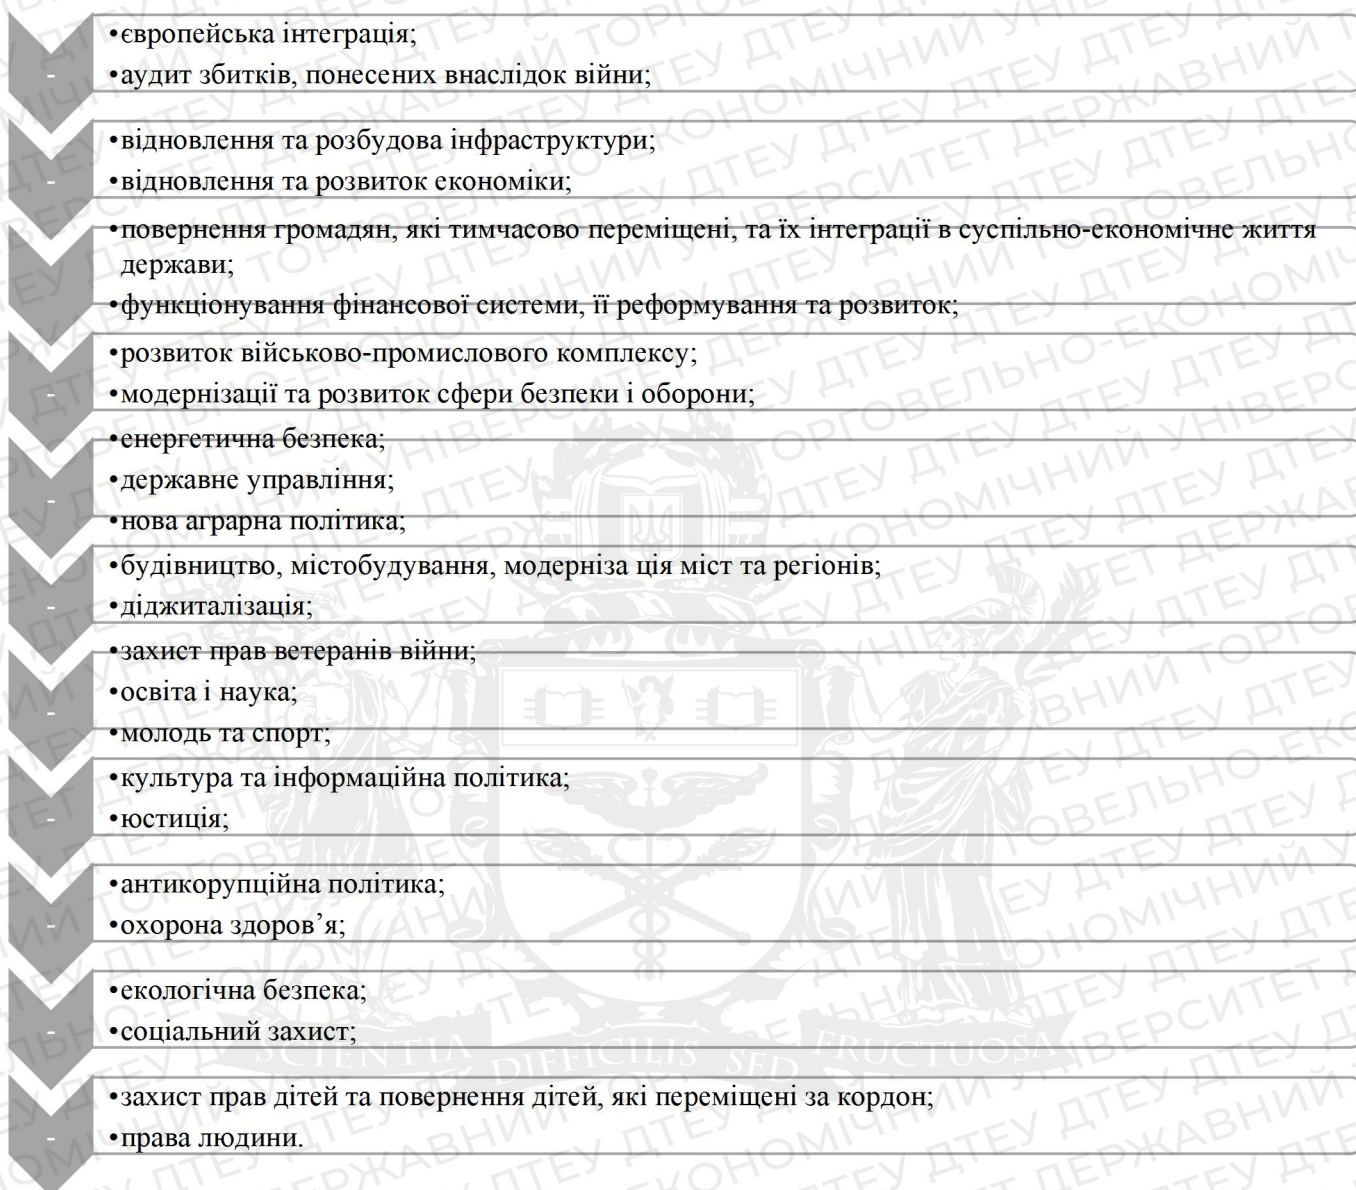 •європейська інтеграція;
•аудит збитків, понесених внаслідок війни;
•відновлення та розбудова інфраструктури;
•відновлення та розвиток економіки;
•повернення громадян, які тимчасово переміщені, та їх інтеграції в суспільно-економічне життя
держави;
•функціонування фінансової системи, її реформування та розвиток;
•розвиток військово-промислового комплексу;
•модернізації та розвиток сфери безпеки і оборони;
•енергетична безпека;
•державне управління;
•нова аграрна політика;
•будівництво, містобудування, модерніза ція міст та регіонів;
•діджиталізація;
•захист прав ветеранів війни;
•освіта і наука;
•молодь та спорт;
•культура та інформаційна політика;
•юстиція;
•антикорупційна політика;
•охорона здоров’я;
•екологічна безпека;
•соціальний захист;
SCIENTIA DIFFICILIS SED FRUCTUOSA
•захист прав дітей та повернення дітей, які переміщені за кордон;
•права людини.